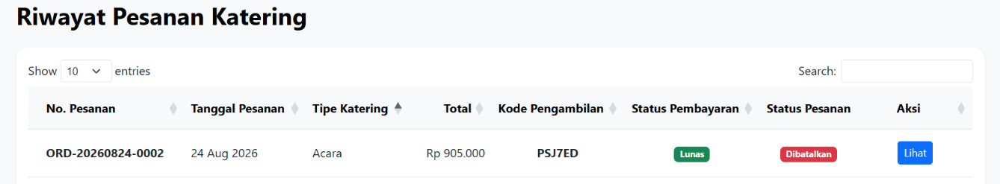 Riwayat Pesanan Katering
Show 10 entries Search:
No. Pesanan Tanggal Pesanan Tipe Katering Total Kode Pengambilan Status Pembayaran Status Pesanan Aksi
ORD-20260824-0002 24 Aug 2026 Acara Rp 905.000 PSJ7ED Lunas Dibatalkan Lihat